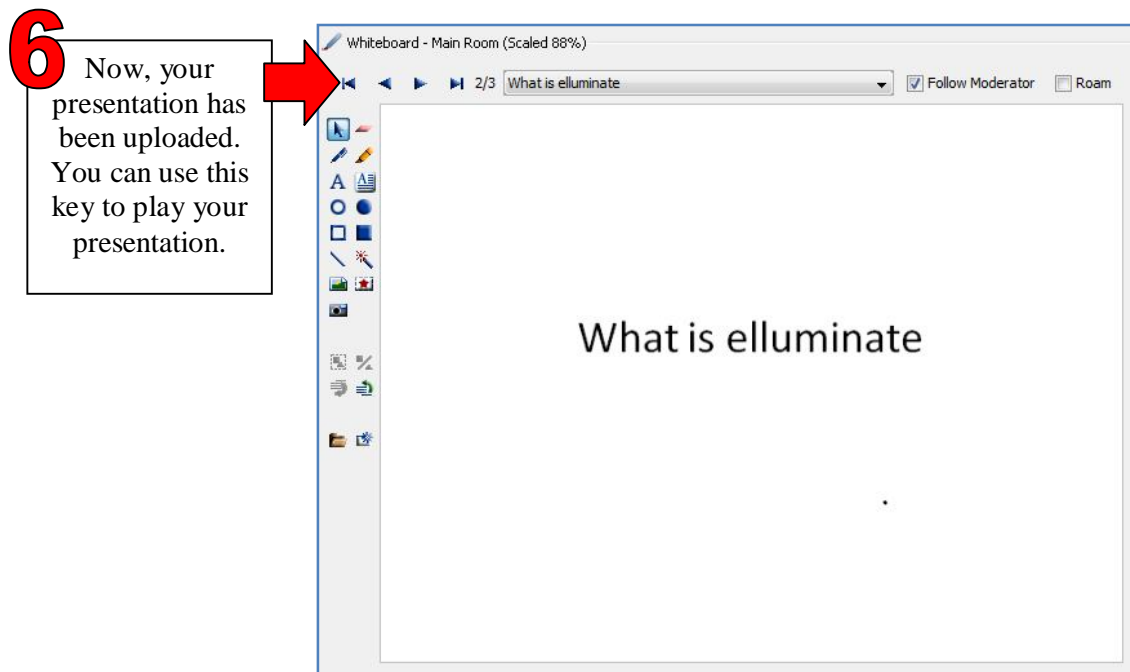 6
Now, your
presentation has
been uploaded.
You can use this
key to play your
presentation.
Whiteboard - Main Room (Scaled 88%)
2/3 What is elluminate Follow Moderator Roam
A A
What is elluminate